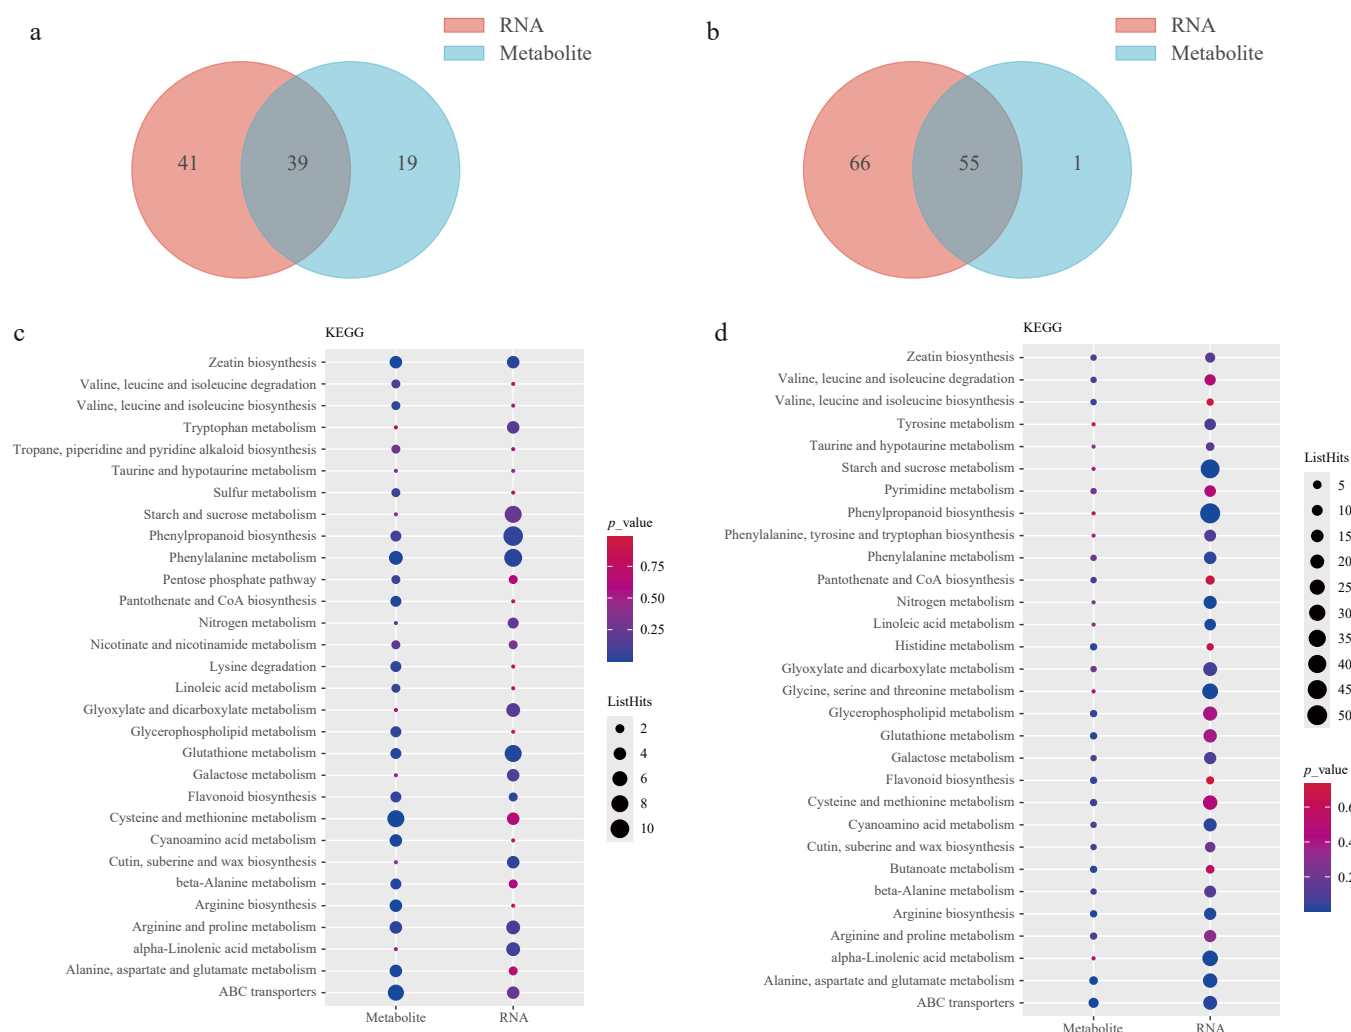 a
RNA
Metabolite
41
39
19
b
RNA
Metabolite
66
55
1
c
KEGG
Zeatin biosynthesis
Valine, leucine and isoleucine degradation
Valine, leucine and isoleucine biosynthesis
Tryptophan metabolism
Tropane, piperidine and pyridine alkaloid biosynthesis
Taurine and hypotaurine metabolism
Sulfur metabolism
Starch and sucrose metabolism
Phenylpropanoid biosynthesis
Phenylalanine metabolism
Pentose phosphate pathway
Pantothenate and CoA biosynthesis
Nitrogen metabolism
Nicotinate and nicotinamide metabolism
Lysine degradation
Linoleic acid metabolism
Glyoxylate and dicarboxylate metabolism
Glycerophospholipid metabolism
Glutathione metabolism
Galactose metabolism
Flavonoid biosynthesis
Cysteine and methionine metabolism
Cyanoamino acid metabolism
Cutin, suberine and wax biosynthesis
beta-Alanine metabolism
Arginine biosynthesis
Arginine and proline metabolism
alpha-Linolenic acid metabolism
Alanine, aspartate and glutamate metabolism
ABC transporters
Metabolite
RNA
p_value
0.75
0.50
0.25
ListHits
2
4
6
8
10
d
KEGG
Zeatin biosynthesis
Valine, leucine and isoleucine degradation
Valine, leucine and isoleucine biosynthesis
Tyrosine metabolism
Taurine and hypotaurine metabolism
Starch and sucrose metabolism
Pyrimidine metabolism
Phenylpropanoid biosynthesis
Phenylalanine, tyrosine and tryptophan biosynthesis
Phenylalanine metabolism
Pantothenate and CoA biosynthesis
Nitrogen metabolism
Linoleic acid metabolism
Histidine metabolism
Glyoxylate and dicarboxylate metabolism
Glycine, serine and threonine metabolism
Glycerophospholipid metabolism
Glutathione metabolism
Galactose metabolism
Flavonoid biosynthesis
Cysteine and methionine metabolism
Cyanoamino acid metabolism
Cutin, suberine and wax biosynthesis
Butanoate metabolism
beta-Alanine metabolism
Arginine biosynthesis
Arginine and proline metabolism
alpha-Linolenic acid metabolism
Alanine, aspartate and glutamate metabolism
ABC transporters
Metabolite
RNA
ListHits
5
10
15
20
25
30
35
40
45
50
p_value
0.6
0.4
0.2